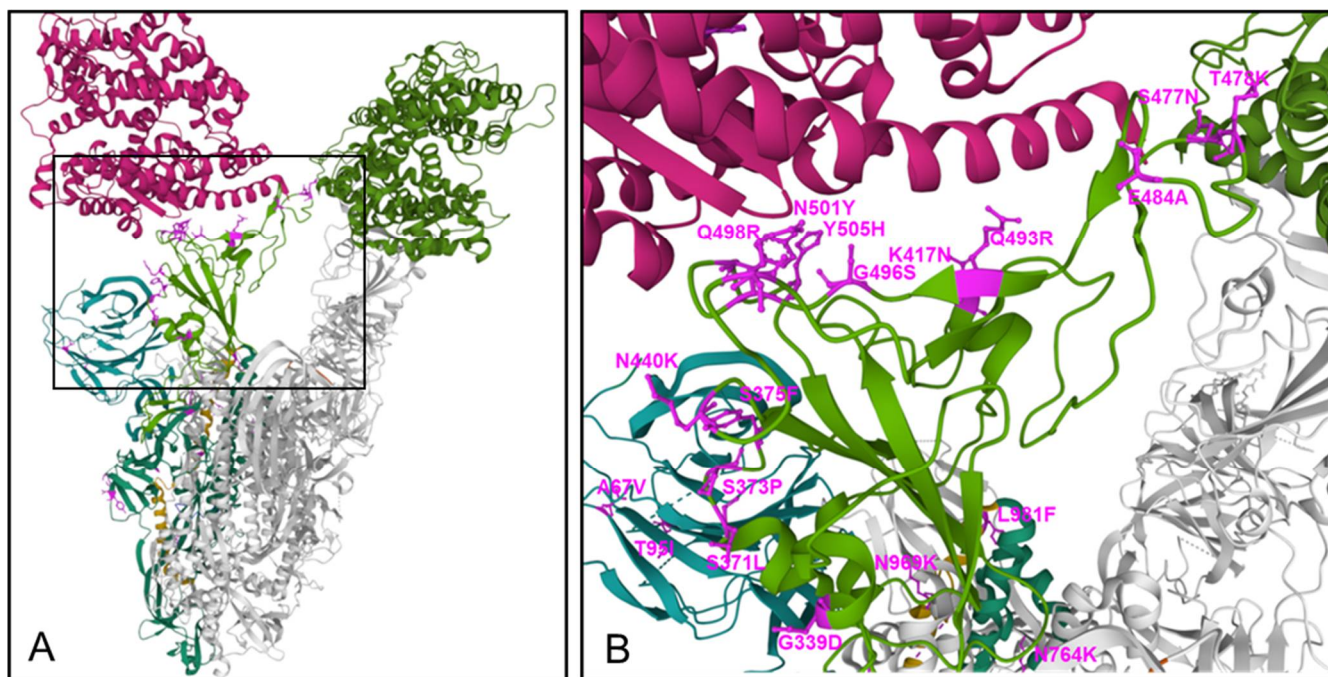 T478K
S477N
E484A
N501Y
Q498R
Y505H
K417N
Q493R
G496S
N440K
S375F
A67V
S373P
T95I
S371L
L981F
N969K
G339D
N764K
A
B